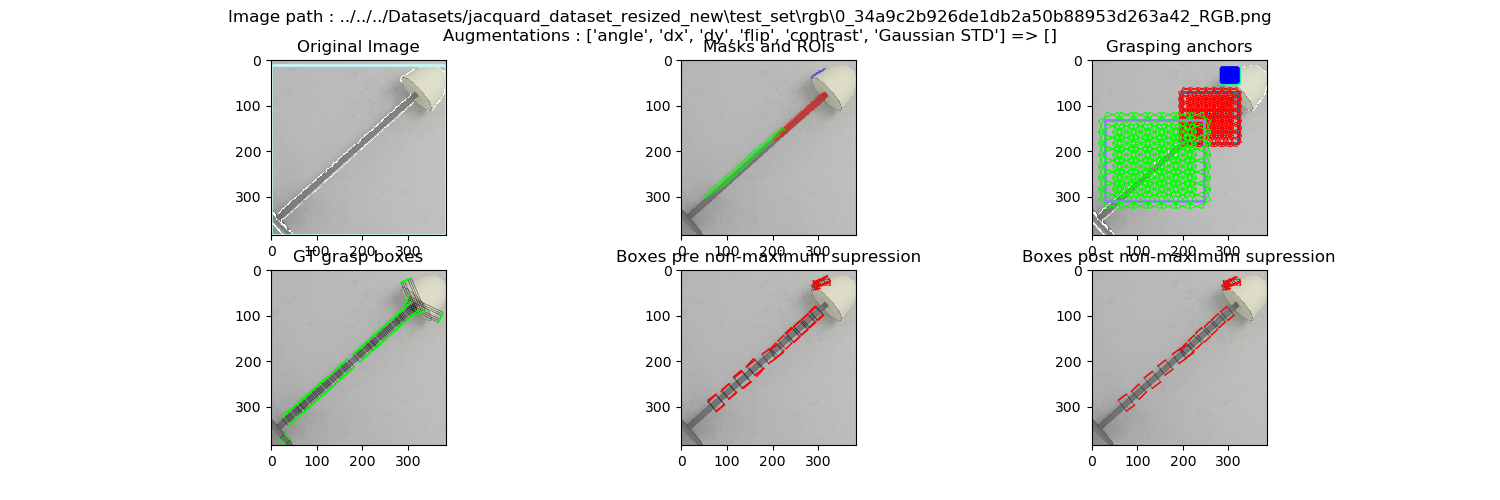 Image path : ../../../Datasets/jacquard_dataset_resized_new\test_set\rgb\0_34a9c2b926de1db2a50b88953d263a42_RGB.png
Augmentations : ['angle', 'dx', 'dy', 'flip', 'contrast', 'Gaussian STD'] => []
Original Image
Masks and ROIs
Grasping anchors
0
100
200
300
0 100 200 300
0
100
200
300
0 100 200 300
0
100
200
300
0 100 200 300
GT grasp boxes
Boxes pre non-maximum supression
Boxes post non-maximum supression
0
100
200
300
0 100 200 300
0
100
200
300
0 100 200 300
0
100
200
300
0 100 200 300